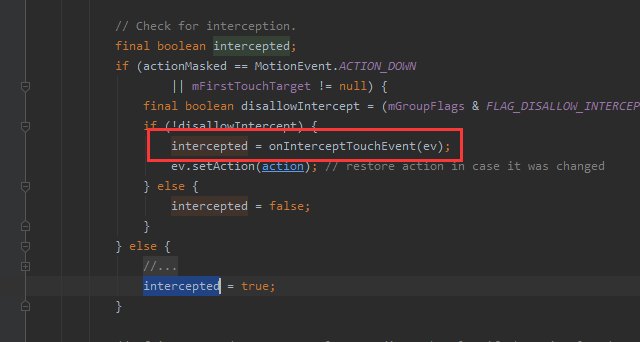 // Check for interception.
final boolean intercepted;
if (actionMasked == MotionEvent.ACTION_DOWN
|| mFirstTouchTarget != null) {
final boolean disallowIntercept = (mGroupFlags & FLAG_DISALLOW_INTERCEP
if (!disallowIntercept) {
intercepted = onInterceptTouchEvent(ev);
ev.setAction(action); // restore action in case it was changed
} else {
intercepted = false;
}
} else {
//...
intercepted = true;
}